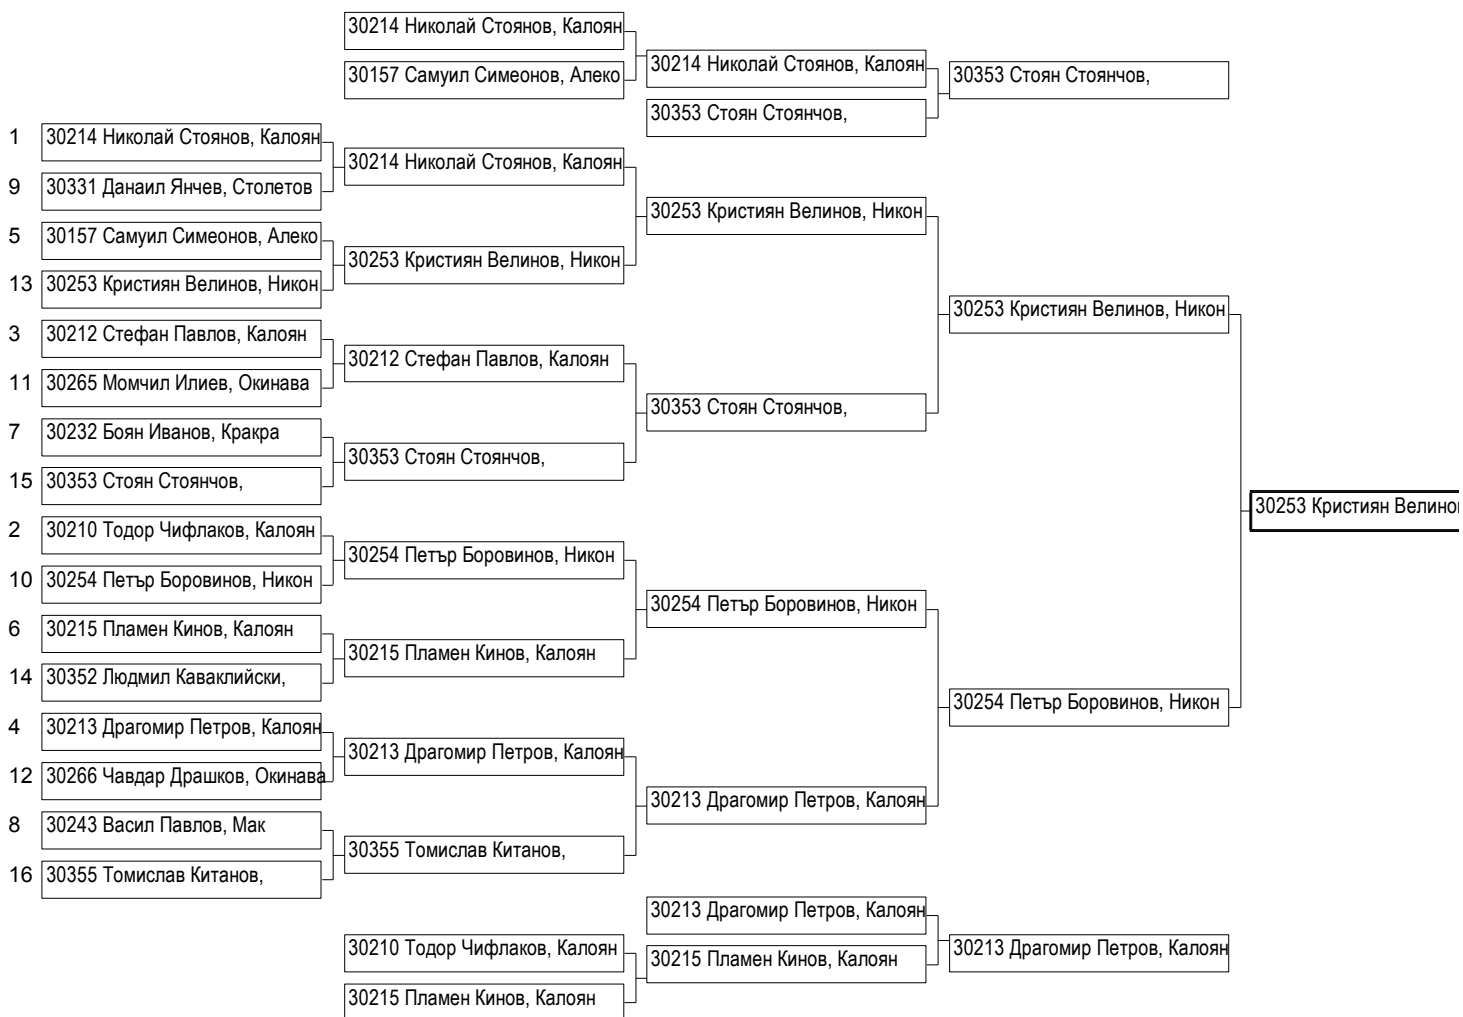 30214 Николай Стоянов, Калоян
30157 Самуил Симеонов, Алеко
30214 Николай Стоянов, Калоян
30353 Стоян Стоянчов,
30353 Стоян Стоянчов,
1 30214 Николай Стоянов, Калоян
9 30331 Данаил Янчев, Столетов
5 30157 Самуил Симеонов, Алеко
13 30253 Кристиян Велинов, Никон
3 30212 Стефан Павлов, Калоян
11 30265 Момчил Илиев, Окинава
7 30232 Боян Иванов, Кракра
15 30353 Стоян Стоянчов,
2 30210 Тодор Чифлаков, Калоян
10 30254 Петър Боровинов, Никон
6 30215 Пламен Кинов, Калоян
14 30352 Людмил Каваклийски,
4 30213 Драгомир Петров, Калоян
12 30266 Чавдар Драшков, Окинава
8 30243 Васил Павлов, Мак
16 30355 Томислав Китанов,
30214 Николай Стоянов, Калоян
30253 Кристиян Велинов, Никон
30212 Стефан Павлов, Калоян
30353 Стоян Стоянчов,
30254 Петър Боровинов, Никон
30215 Пламен Кинов, Калоян
30213 Драгомир Петров, Калоян
30355 Томислав Китанов,
30253 Кристиян Велинов, Никон
30353 Стоян Стоянчов,
30254 Петър Боровинов, Никон
30213 Драгомир Петров, Калоян
30253 Кристиян Велинов, Никон
30254 Петър Боровинов, Никон
30253 Кристиян Велинов
30210 Тодор Чифлаков, Калоян
30215 Пламен Кинов, Калоян
30213 Драгомир Петров, Калоян
30215 Пламен Кинов, Калоян
30213 Драгомир Петров, Калоян